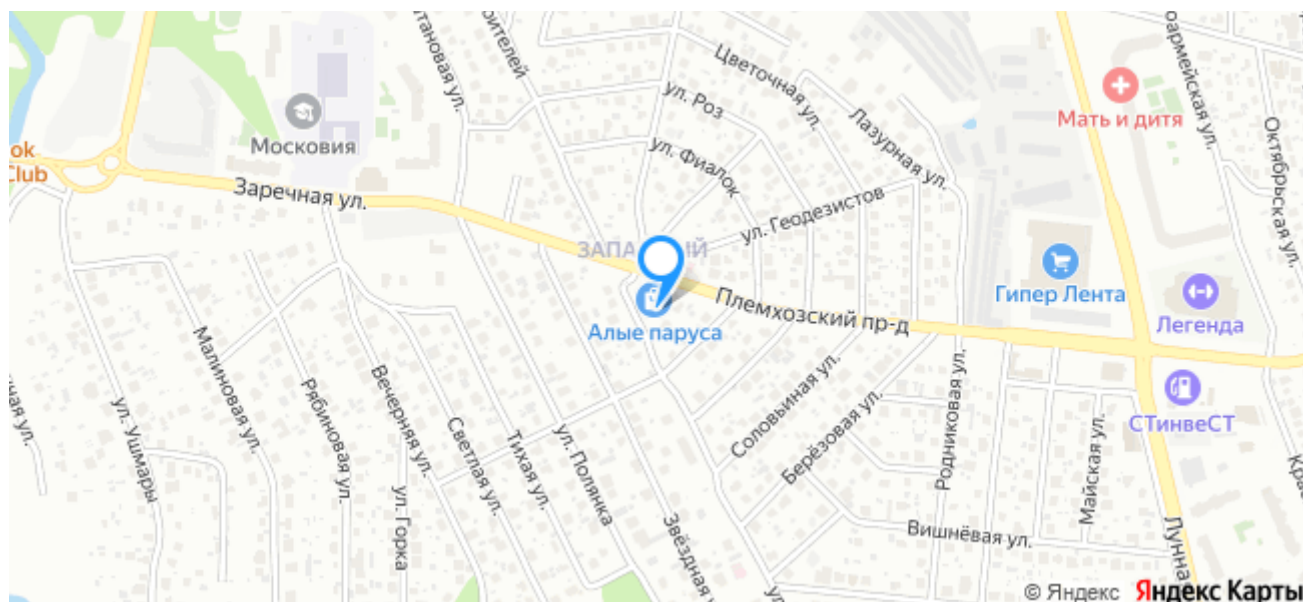 Цветочная ул.
ул. Роз
Лазурная ул.
Мать и дитя
Октябрьская ул.
ok
Club
Московия
Заречная ул.
ул. Фиалок
ул. Геодезистов
Гипер Лента
Легенда
Алые паруса
Племхозский пр-д
СТинвеСТ
Малиновая ул.
Рябиновая ул.
Вечерняя ул.
Светлая ул.
Тихая ул.
ул. Полянка
Соловьиная ул.
Берёзовая ул.
Родниковая ул.
Майская ул.
ул. Ушмары
ул. Горка
Звёздная
Вишнёвая ул.
Лунная
© Яндекс Яндекс Карты